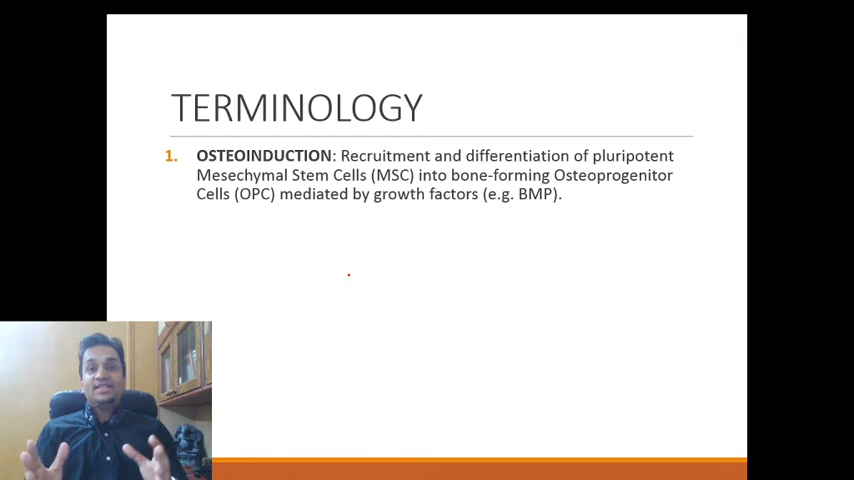 TERMINOLOGY
1. OSTEOINDUCTION: Recruitment and differentiation of pluripotent
Mesechymal Stem Cells (MSC) into bone-forming Osteoprogenitor
Cells (OPC) mediated by growth factors (e.g. BMP).